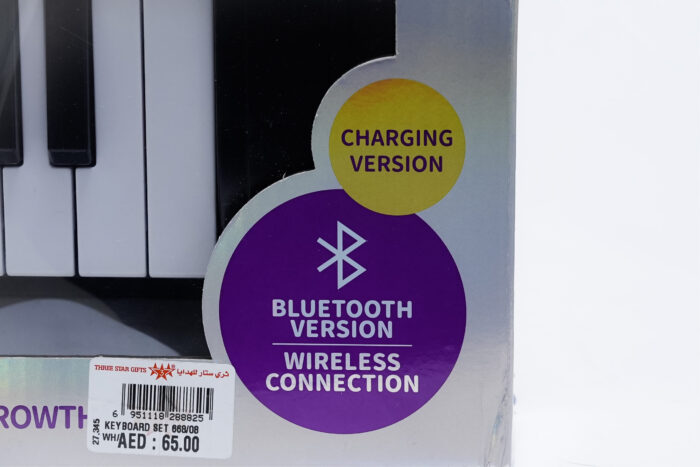 CHARGING
VERSION
BLUETOOTH
VERSION
WIRELESS
CONNECTION
ROWTH
THREE STAR GIFTS ثري ستار للهدايا
6 951118 288825
27,345
KEYBOARD SET 668/08
WH/AED : 65.00